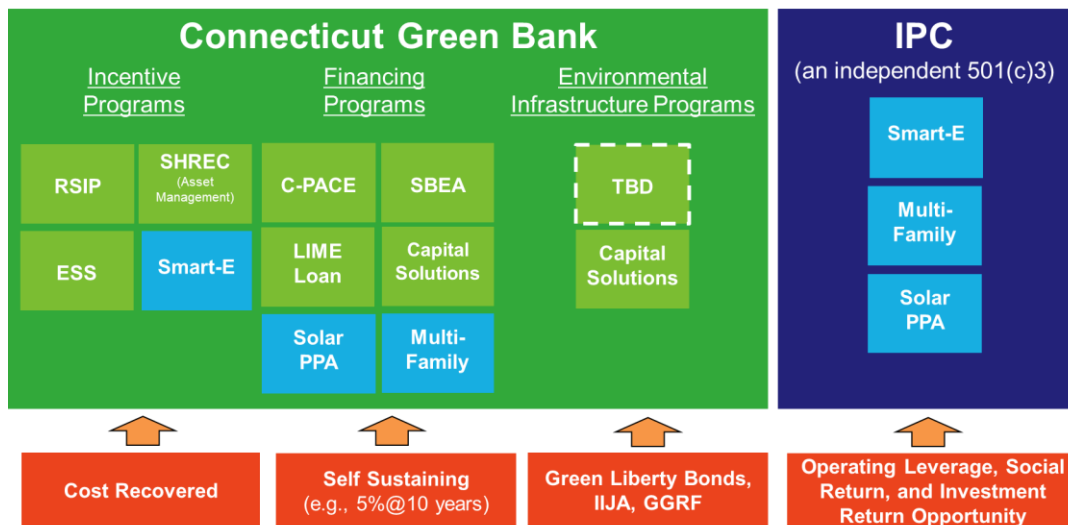 Connecticut Green Bank
Incentive
Programs
Financing
Programs
Environmental
Infrastructure Programs
RSIP
SHREC
(Asset
Management)
C-PACE
SBEA
TBD
ESS
Smart-E
LIME
Loan
Capital
Solutions
Capital
Solutions
Solar
PPA
Multi-
Family
IPC
(an independent 501(c)3)
Smart-E
Multi-
Family
Solar
PPA
Cost Recovered
Self Sustaining
(e.g., 5%@10 years)
Green Liberty Bonds,
IIJA, GGRF
Operating Leverage, Social
Return, and Investment
Return Opportunity